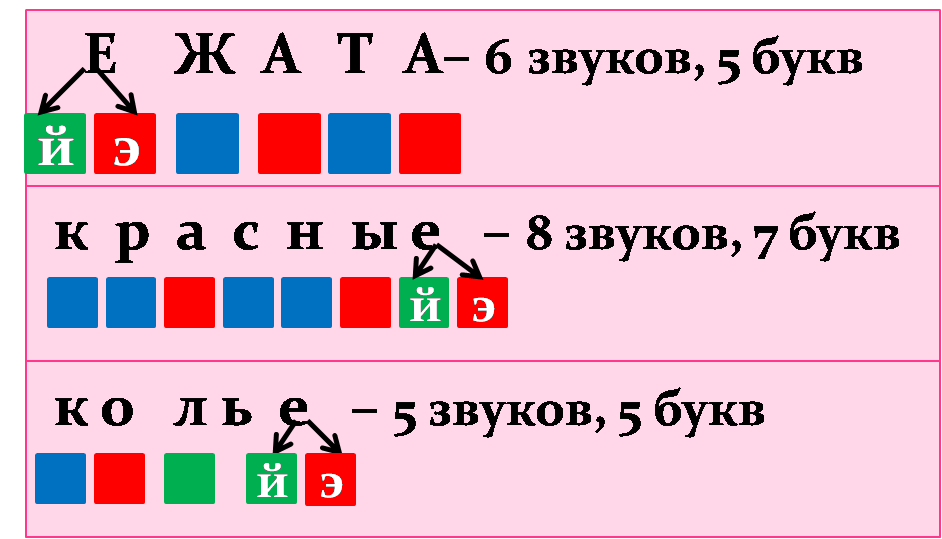 Е Ж А Т А – 6 звуков, 5 букв
й э
к р а с н ы е – 8 звуков, 7 букв
й э
к о л ь е – 5 звуков, 5 букв
й э